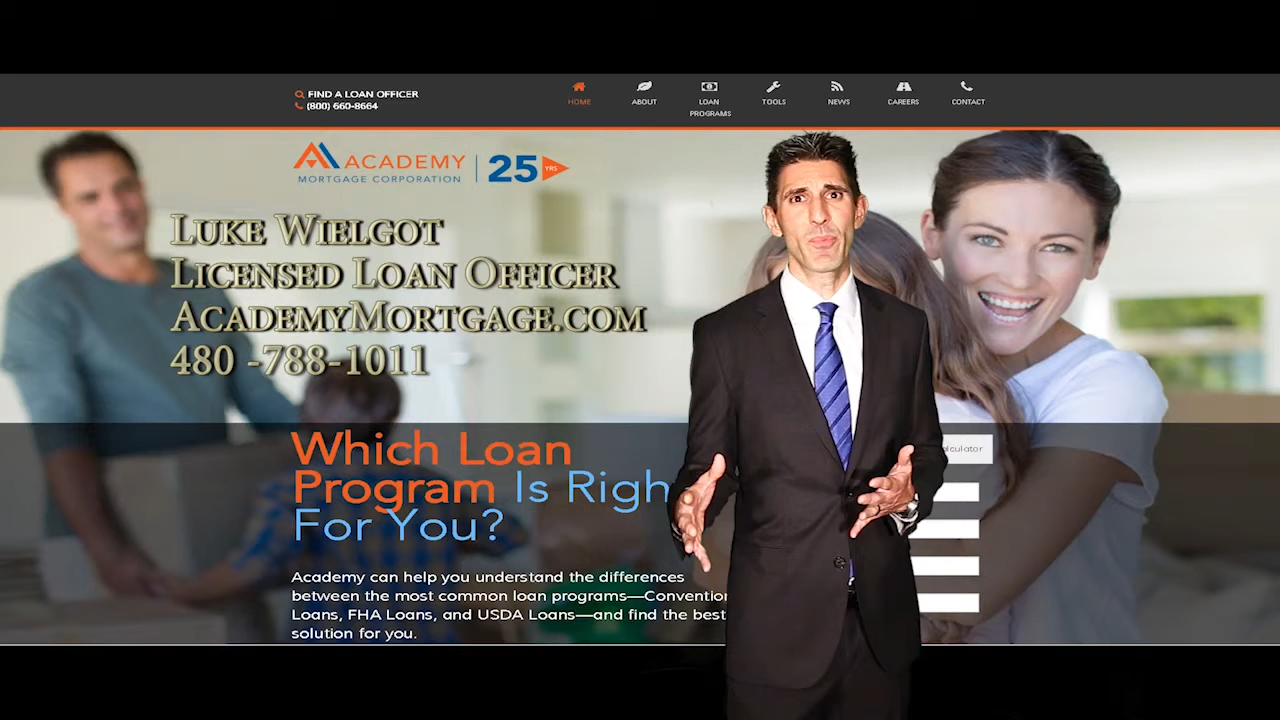 FIND A LOAN OFFICER
(800) 660-8664
HOME
ABOUT
LOAN
PROGRAMS
TOOLS
NEWS
CAREERS
CONTACT
ACADEMY
MORTGAGE CORPORATION
25 YRS
Luke Wielgot
Licensed Loan Officer
AcademyMortgage.com
480 -788-1011
Which Loan
Program Is Righ
For You?
Academy can help you understand the differences
between the most common loan programs—Convention
Loans, FHA Loans, and USDA Loans—and find the best
solution for you.